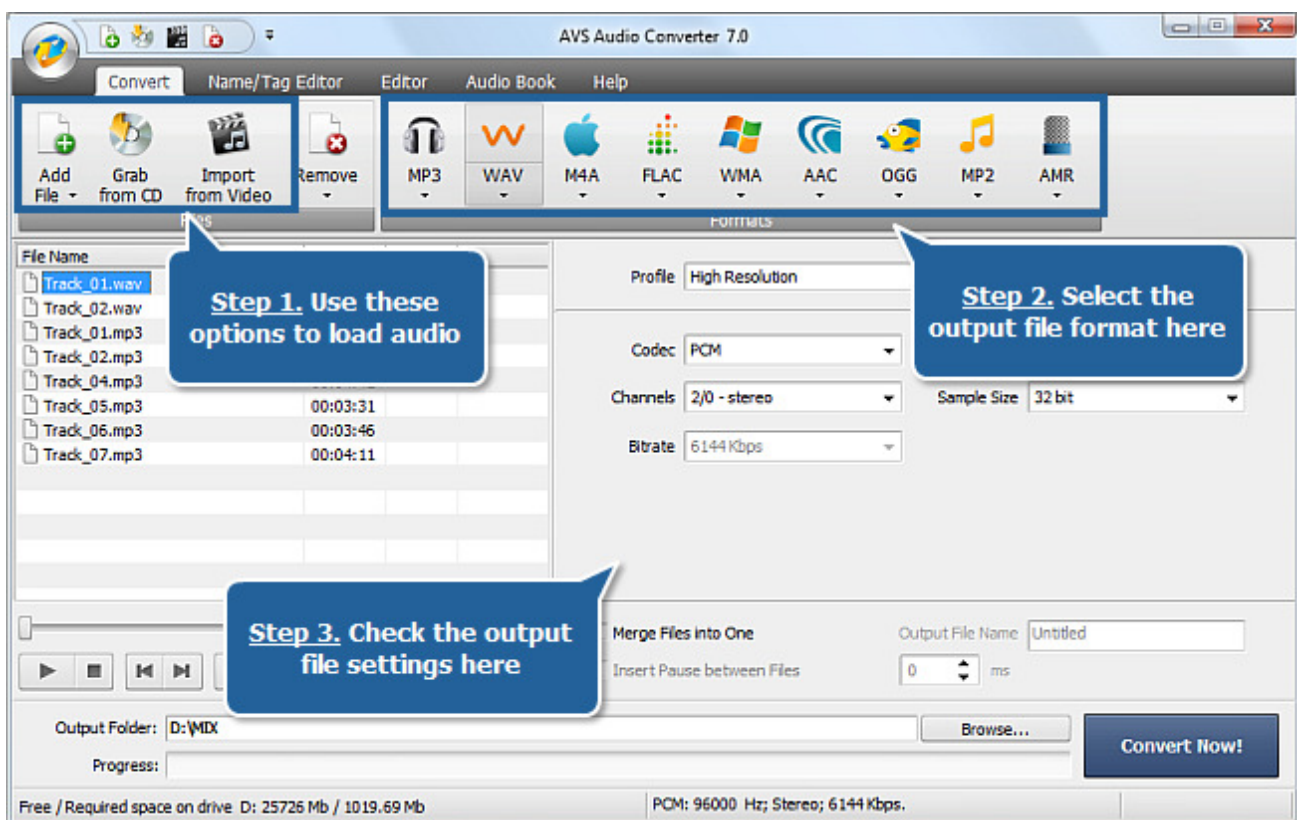 AVS Audio Converter 7.0
Convert Name/Tag Editor Editor Audio Book Help
Add File
Grab from CD
Import from Video
Remove
MP3 WAV M4A FLAC WMA AAC OGG MP2 AMR
Files
Formats
File Name
Track_01.wav
Track_02.wav
Track_01.mp3
Track_02.mp3
Track_04.mp3
Track_05.mp3 00:03:31
Track_06.mp3 00:03:46
Track_07.mp3 00:04:11
Step 1. Use these
options to load audio
Profile High Resolution
Step 2. Select the
output file format here
Codec PCM
Channels 2/0 - stereo Sample Size 32 bit
Bitrate 6144 Kbps
Step 3. Check the output
file settings here
Merge Files into One Output File Name Untitled
Insert Pause between Files 0 ms
Output Folder: D:\MIX Browse...
Convert Now!
Progress:
Free / Required space on drive D: 25726 Mb / 1019.69 Mb PCM: 96000 Hz; Stereo; 6144 Kbps.